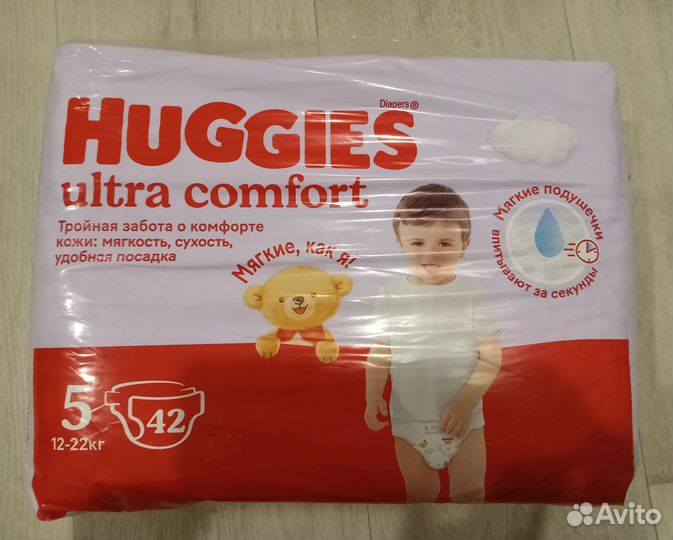 Diapers®
HUGGIES
ultra comfort
Тройная забота о комфорте
кожи: мягкость, сухость,
удобная посадка
Мягкие, как я!
Мягкие подушечки
впитывают за секунды
5
42
12-22кг
Avito